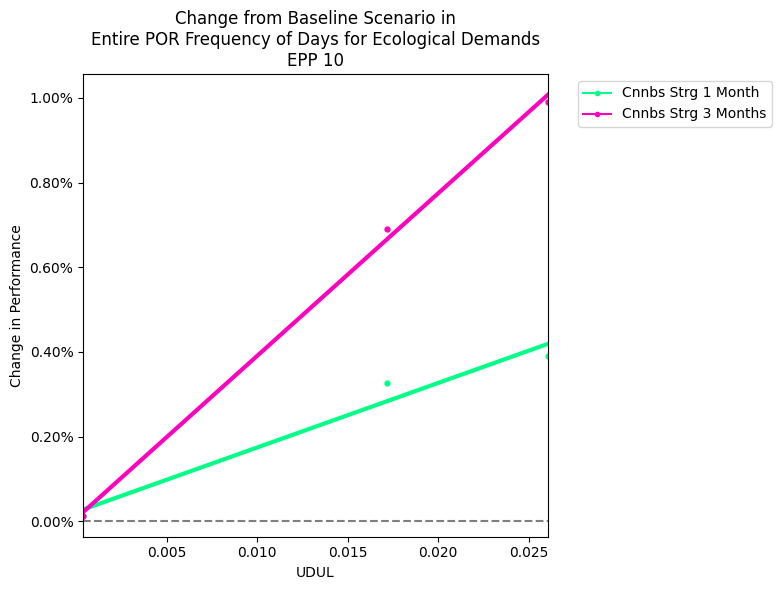 Change from Baseline Scenario in
Entire POR Frequency of Days for Ecological Demands
EPP 10
Cnnbs Strg 1 Month
Cnnbs Strg 3 Months
Change in Performance
1.00%
0.80%
0.60%
0.40%
0.20%
0.00%
0.005
0.010
0.015
0.020
0.025
UDUL